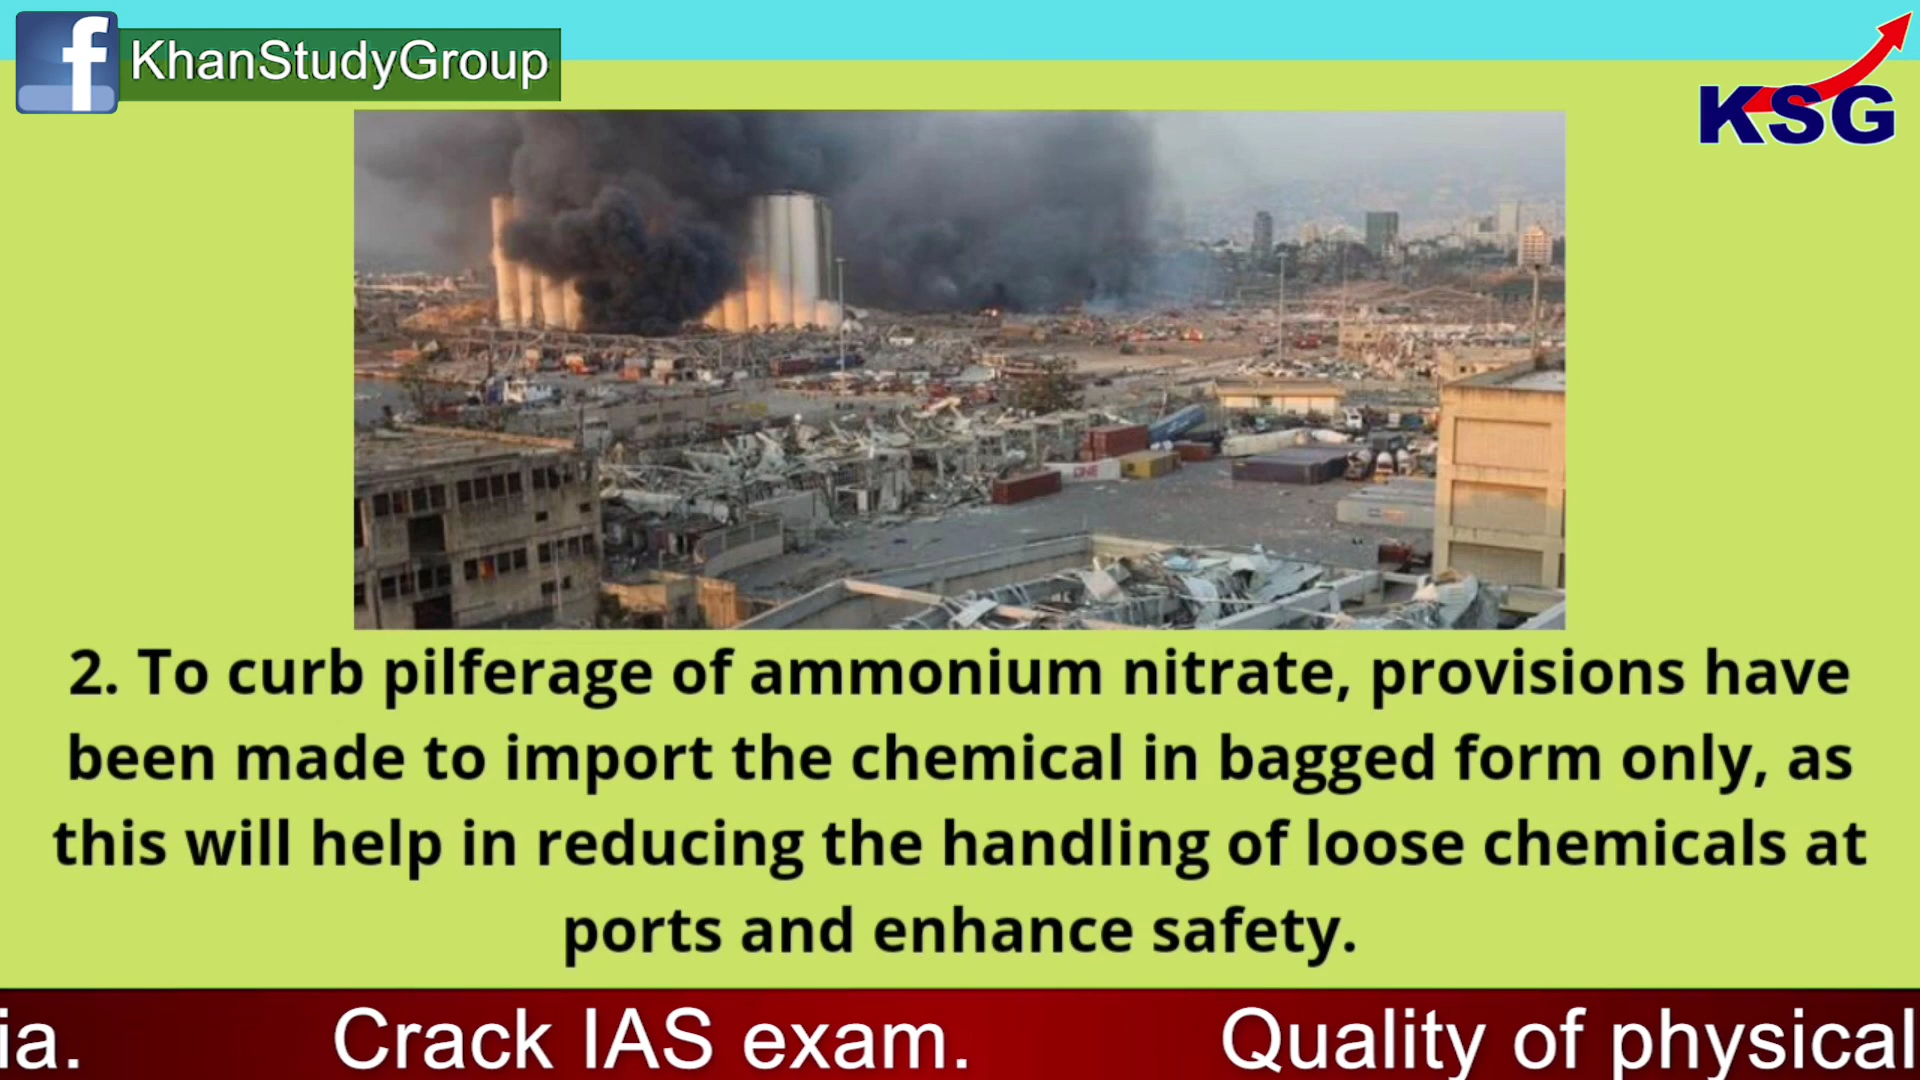 KhanStudyGroup
KSG
2. To curb pilferage of ammonium nitrate, provisions have
been made to import the chemical in bagged form only, as
this will help in reducing the handling of loose chemicals at
ports and enhance safety.
ia. Crack IAS exam. Quality of physical